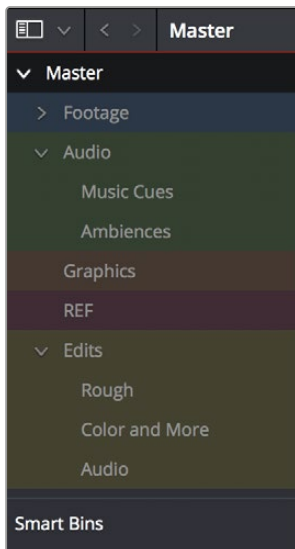 Master
Master
Footage
Audio
Music Cues
Ambiences
Graphics
REF
Edits
Rough
Color and More
Audio
Smart Bins